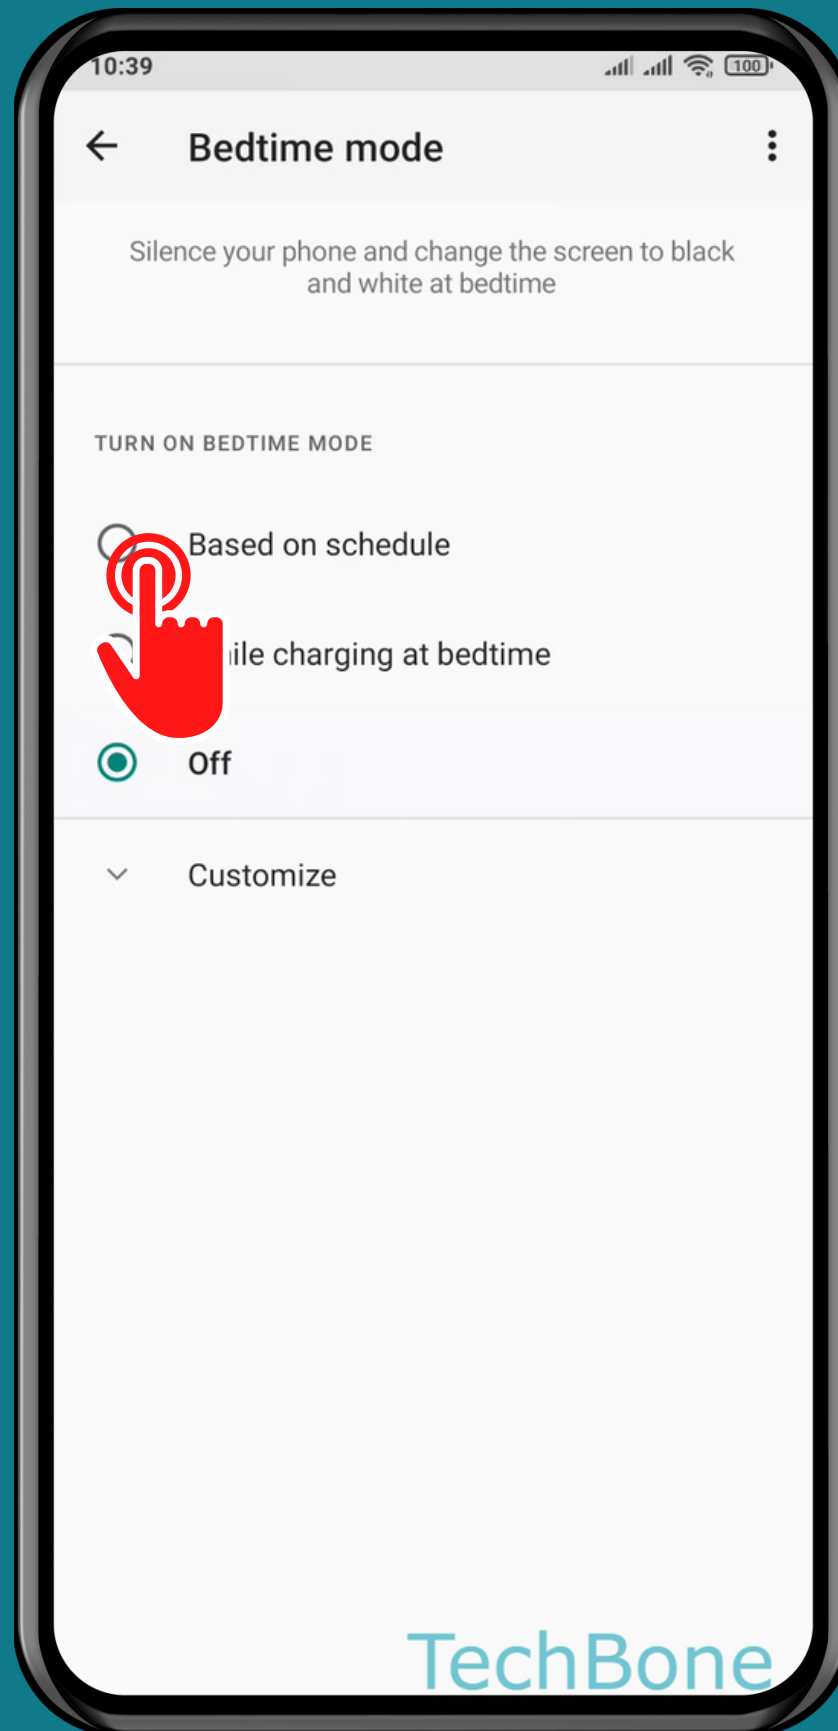 10:39
100
Bedtime mode
Silence your phone and change the screen to black
and white at bedtime
TURN ON BEDTIME MODE
Based on schedule
ile charging at bedtime
Off
Customize
TechBone